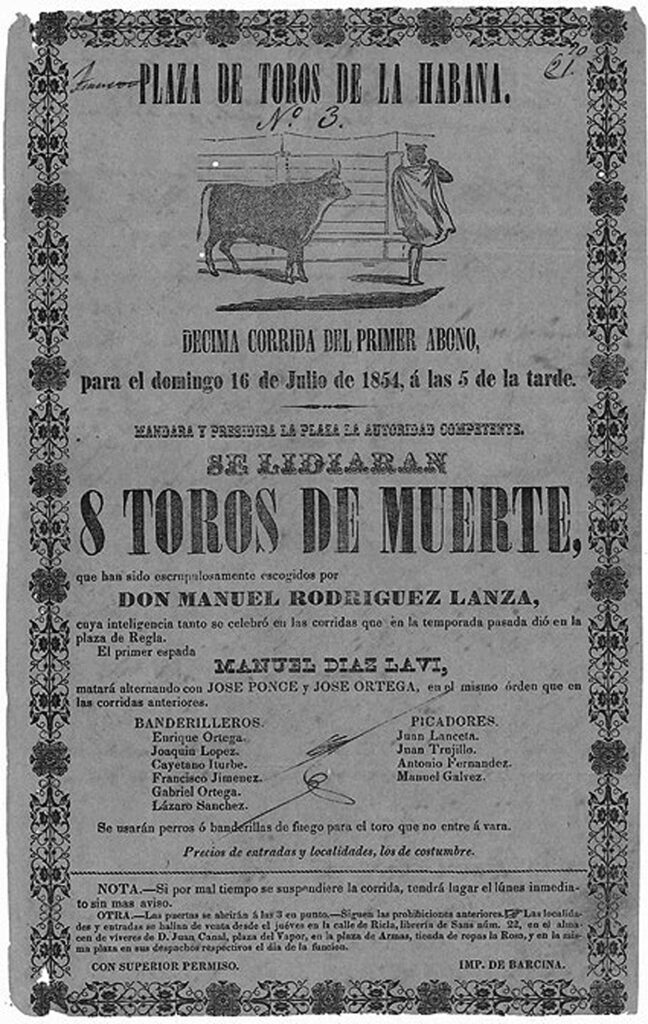 PLAZA DE TOROS DE LA HABANA.
Nº 3.
DECIMA CORRIDA DEL PRIMER ABONO,
para el domingo 16 de Julio de 1854, á las 5 de la tarde.
MANDARA Y PRESIDIRA LA PLAZA LA AUTORIDAD COMPETENTE.
SE LIDIARAN
8 TOROS DE MUERTE,
que han sido escrupulosamente escogidos por
DON MANUEL RODRIGUEZ LANZA,
cuya inteligencia tanto se celebró en las corridas que en la temporada pasada dió en la
plaza de Regla.
El primer espada
MANUEL DIAZ LAVI,
matará alternando con JOSE PONCE y JOSE ORTEGA, en el mismo órden que en
las corridas anteriores.
BANDERILLEROS.
Enrique Ortega.
Joaquin Lopez.
Cayetano Iturbe.
Francisco Jimenez.
Gabriel Ortega.
Lázaro Sanchez.
PICADORES.
Juan Lanceta.
Juan Trujillo.
Antonio Fernandez.
Manuel Galvez.
Se usarán perros ó banderillas de fuego para el toro que no entre á vara.
Precios de entradas y localidades, los de costumbre.
NOTA.—Si por mal tiempo se suspendiere la corrida, tendrá lugar el lúnes inmedia-
to sin mas aviso.
OTRA.—Las puertas se abrirán á las 3 en punto.—Siguen las prohibiciones anteriores.☞ Las localida-
des y entradas se hallan de venta desde el juéves en la calle de Ricla, librería de Sans núm. 22, en el alma-
cen de viveres de D. Juan Canal, plaza del Vapor, en la plaza de Armas, tienda de ropas la Rosa, y en la mis-
ma plaza en sus despachos respectivos el dia de la funcion.
CON SUPERIOR PERMISO.
IMP. DE BARCINA.